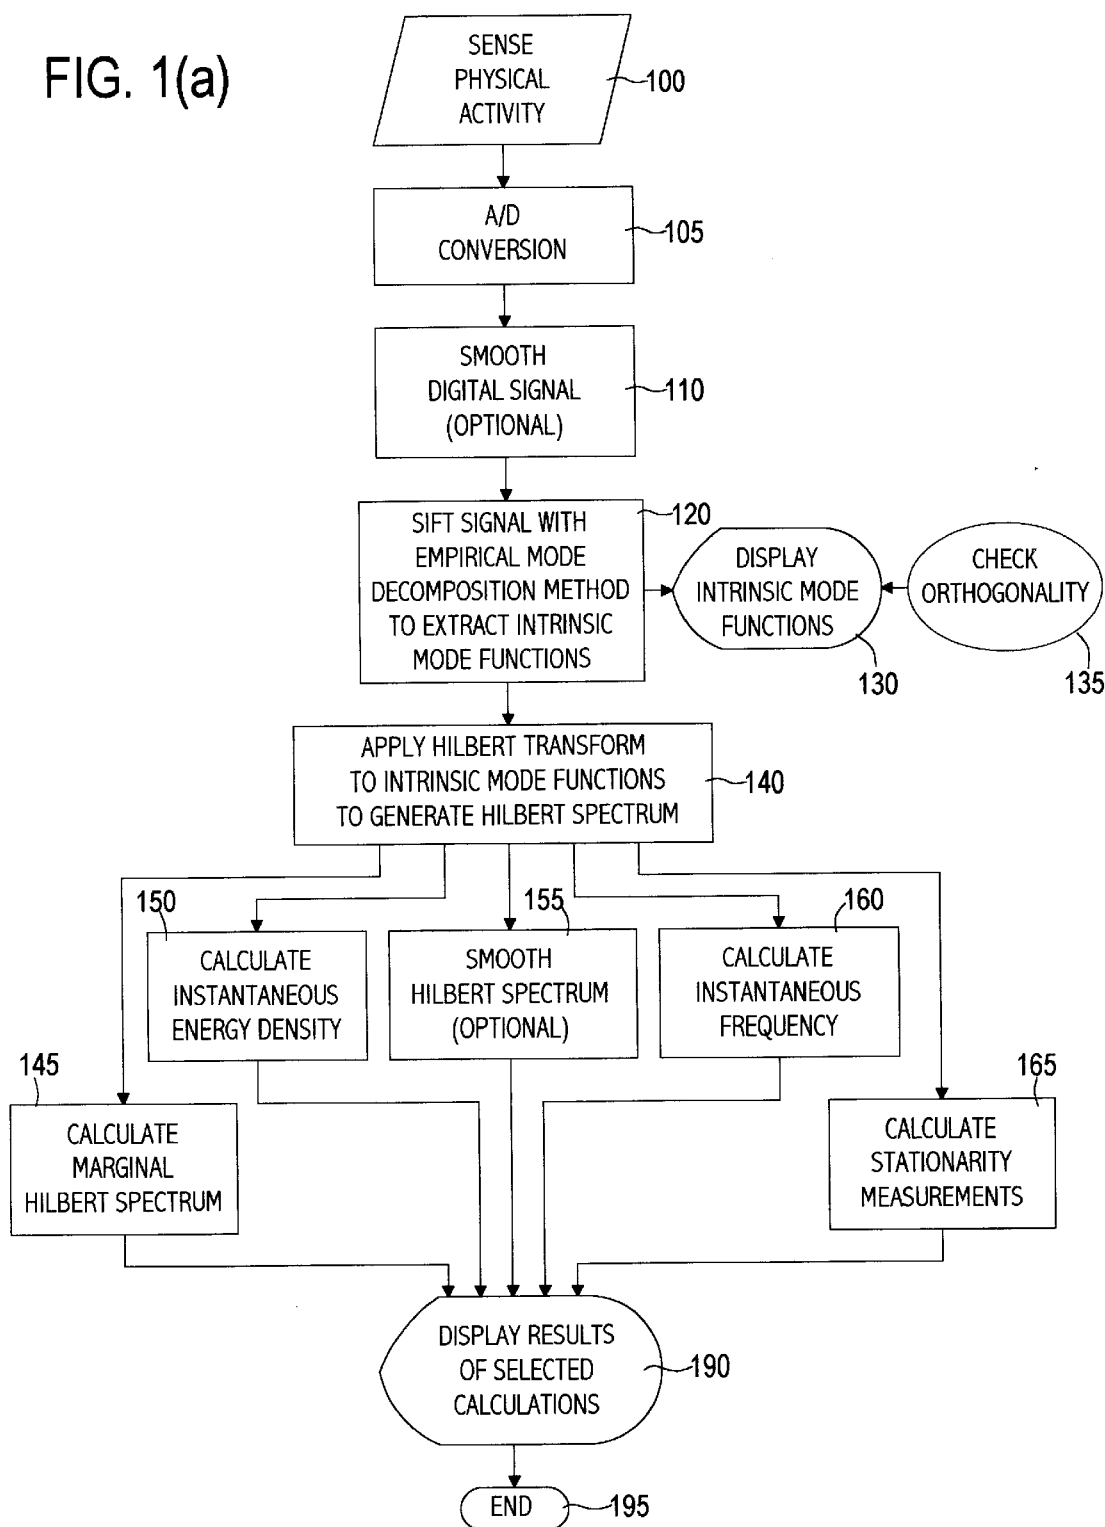 FIG. 1(a)
SENSE
PHYSICAL
ACTIVITY
100
A/D
CONVERSION
105
SMOOTH
DIGITAL SIGNAL
(OPTIONAL)
110
SIFT SIGNAL WITH
EMPIRICAL MODE
DECOMPOSITION METHOD
TO EXTRACT INTRINSIC
MODE FUNCTIONS
120
DISPLAY
INTRINSIC MODE
FUNCTIONS
130
CHECK
ORTHOGONALITY
135
APPLY HILBERT TRANSFORM
TO INTRINSIC MODE FUNCTIONS
TO GENERATE HILBERT SPECTRUM
140
150
CALCULATE
INSTANTANEOUS
ENERGY DENSITY
155
SMOOTH
HILBERT SPECTRUM
(OPTIONAL)
160
CALCULATE
INSTANTANEOUS
FREQUENCY
145
CALCULATE
MARGINAL
HILBERT SPECTRUM
165
CALCULATE
STATIONARITY
MEASUREMENTS
DISPLAY RESULTS
OF SELECTED
CALCULATIONS
190
END
195